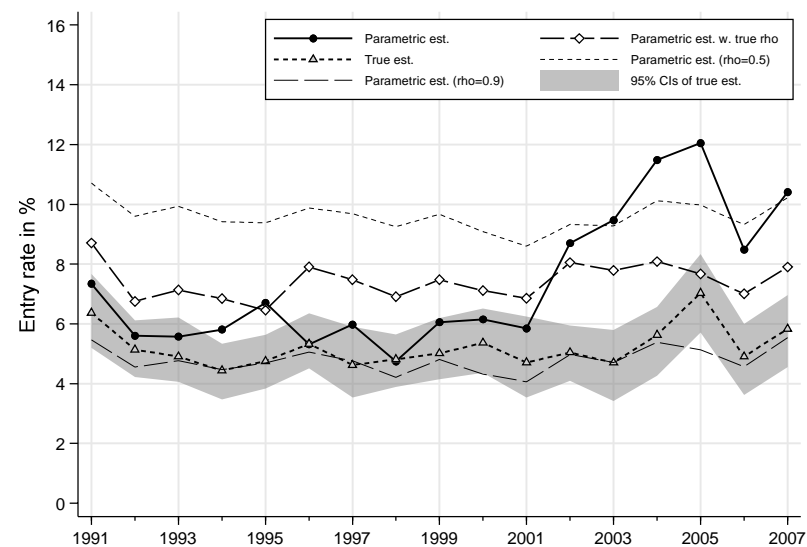 Parametric est.
Parametric est. w. true rho
True est.
Parametric est. (rho=0.5)
Parametric est. (rho=0.9)
95% CIs of true est.
Entry rate in %
16
14
12
10
8
6
4
2
0
1991 1993 1995 1997 1999 2001 2003 2005 2007